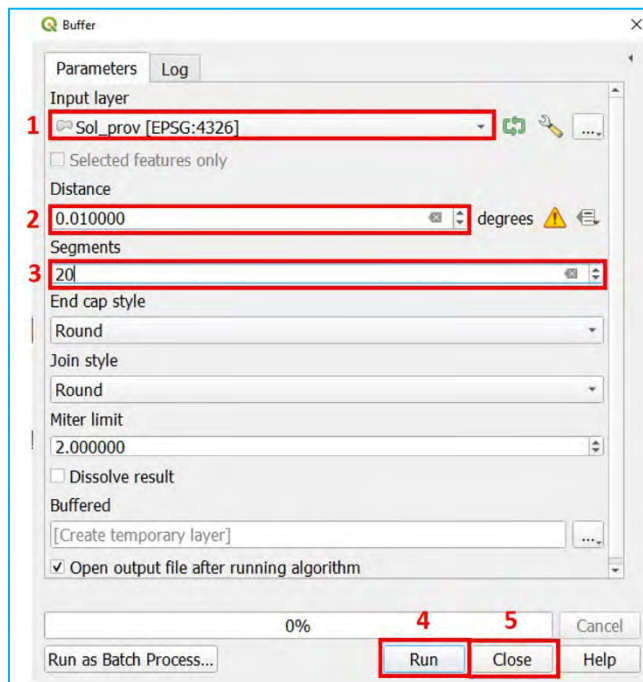 Buffer
Parameters Log
Input layer
1 Sol_prov [EPSG:4326] ...
Selected features only
Distance
2 0.010000 degrees
Segments
3 20
End cap style
Round
Join style
Round
Miter limit
2.000000
Dissolve result
Buffered
[Create temporary layer] ...
Open output file after running algorithm
0% 4 5 Cancel
Run as Batch Process... Run Close Help